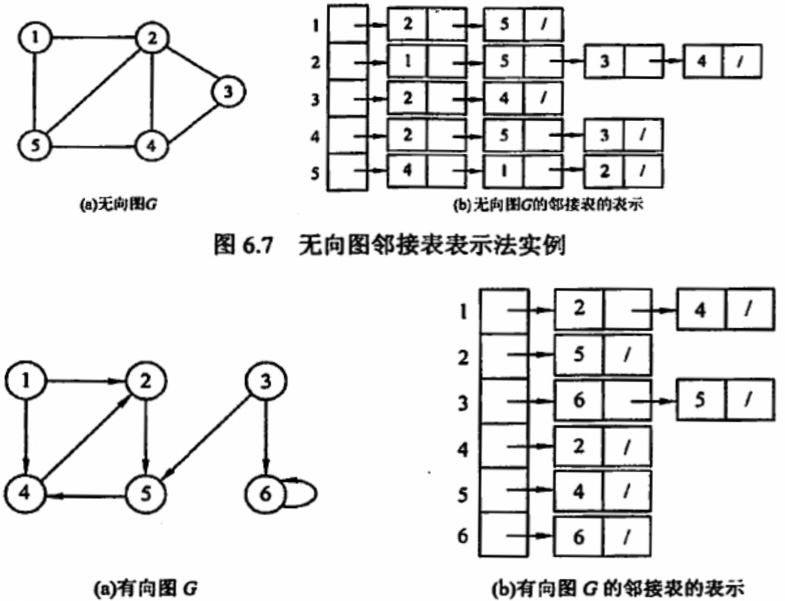 1 2
3
5 4
(a)无向图G
1 2 5 /
2 1 5 3 4 /
3 2 4 /
4 2 5 3 /
5 4 1 2 /
(b)无向图G的邻接表的表示
图 6.7 无向图邻接表表示法实例
1 2 3
4 5 6
(a)有向图 G
1 2 4 /
2 5 /
3 6 5 /
4 2 /
5 4 /
6 6 /
(b)有向图 G 的邻接表的表示